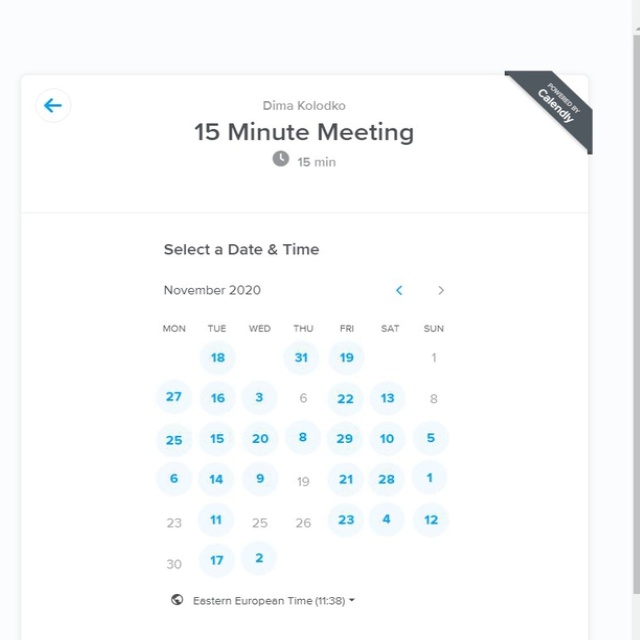 POWERED BY
Calendly
Dima Kolodko
15 Minute Meeting
15 min
Select a Date & Time
November 2020
MON TUE WED THU FRI SAT SUN
18 31 19 1
27 16 3 6 22 13 8
25 15 20 8 29 10 5
6 14 9 19 21 28 1
23 11 25 26 23 4 12
30 17 2
Eastern European Time (11:38)